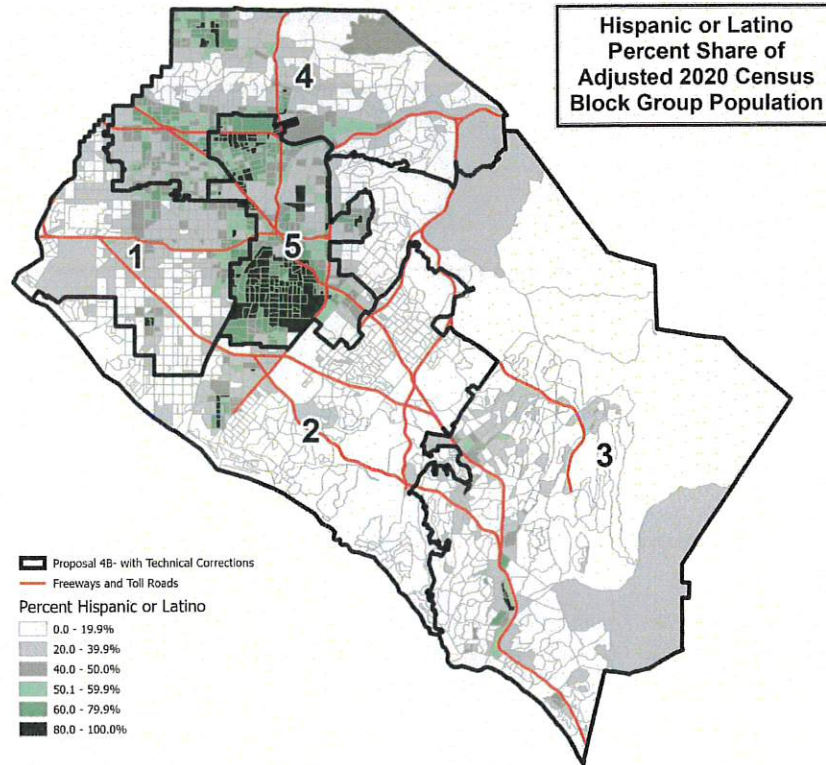 Hispanic or Latino
Percent Share of
Adjusted 2020 Census
Block Group Population
4
1
5
2
3
Proposal 4B- with Technical Corrections
Freeways and Toll Roads
Percent Hispanic or Latino
0.0 - 19.9%
20.0 - 39.9%
40.0 - 50.0%
50.1 - 59.9%
60.0 - 79.9%
80.0 - 100.0%